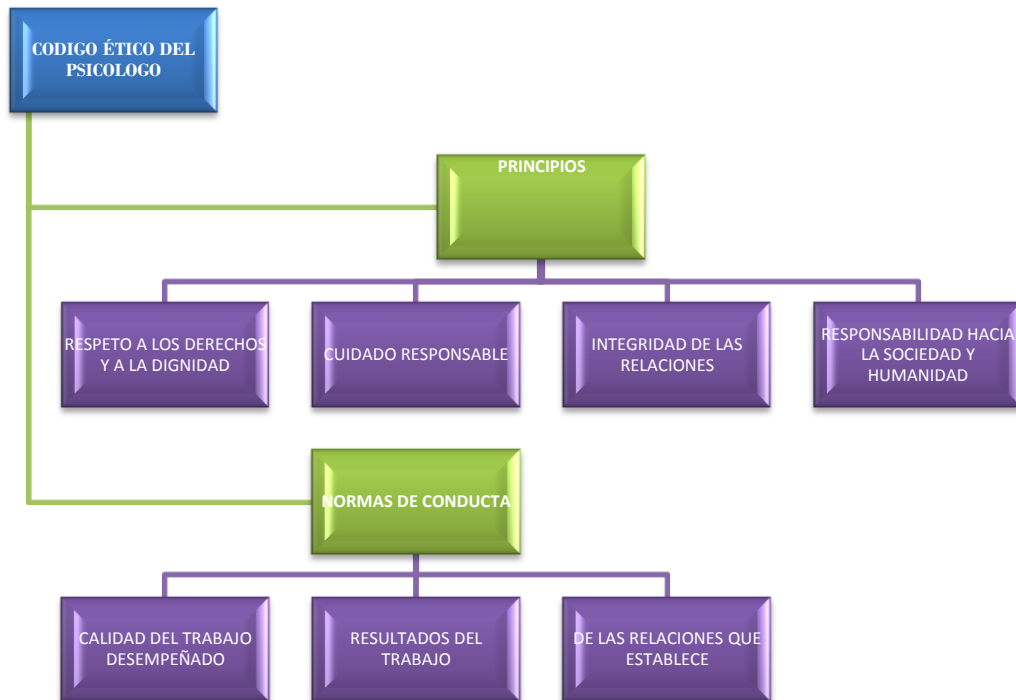 CODIGO ÉTICO DEL
PSICOLOGO
PRINCIPIOS
RESPETO A LOS DERECHOS
Y A LA DIGNIDAD
CUIDADO RESPONSABLE
INTEGRIDAD DE LAS
RELACIONES
RESPONSABILIDAD HACIA
LA SOCIEDAD Y
HUMANIDAD
NORMAS DE CONDUCTA
CALIDAD DEL TRABAJO
DESEMPEÑADO
RESULTADOS DEL
TRABAJO
DE LAS RELACIONES QUE
ESTABLECE